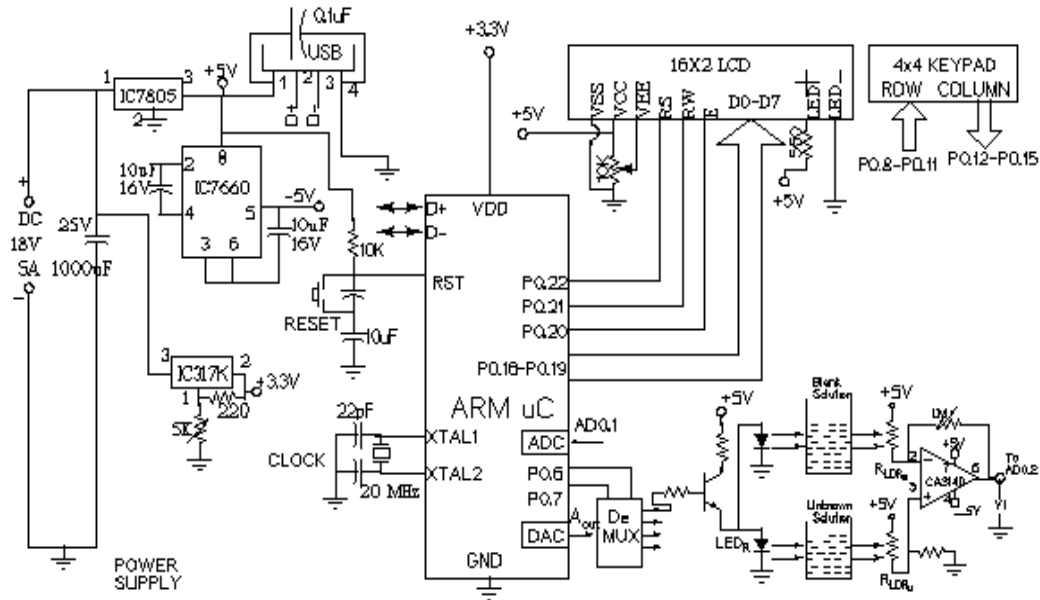 0.1uF
USB
1 2 3 4
+5V
1 IC7805 3
2
+3.3V
16X2 LCD
VSS VCC VEE RS RW E D0-D7 LED+ LED-
4x4 KEYPAD
ROW COLUMN
P0.8-P0.11 P0.12-P0.15
+5V
10K
+5V
10uF
16V
2 8
IC7660
4 5
3 6
-5V
10uF
16V
+
DC
18V
5A
-
25V
1000uF
10K
RESET
10uF
D+
D-
VDD
RST
P0.22
P0.21
P0.20
P0.16-P0.19
ARM uC
3 IC317K 2
1
+3.3V
220
5K
22pF
CLOCK
20 MHz
XTAL1
XTAL2
ADC
AD0.1
P0.6
P0.7
DAC
Aout
De
MUX
GND
+5V
LEDR
Blank
Solution
Unknown
Solution
+5V
RLDR
+5V
RLDRu
1M
+5V
2 7 6
3 4
CA3140
-5V
To
AD0.2
V1
POWER
SUPPLY